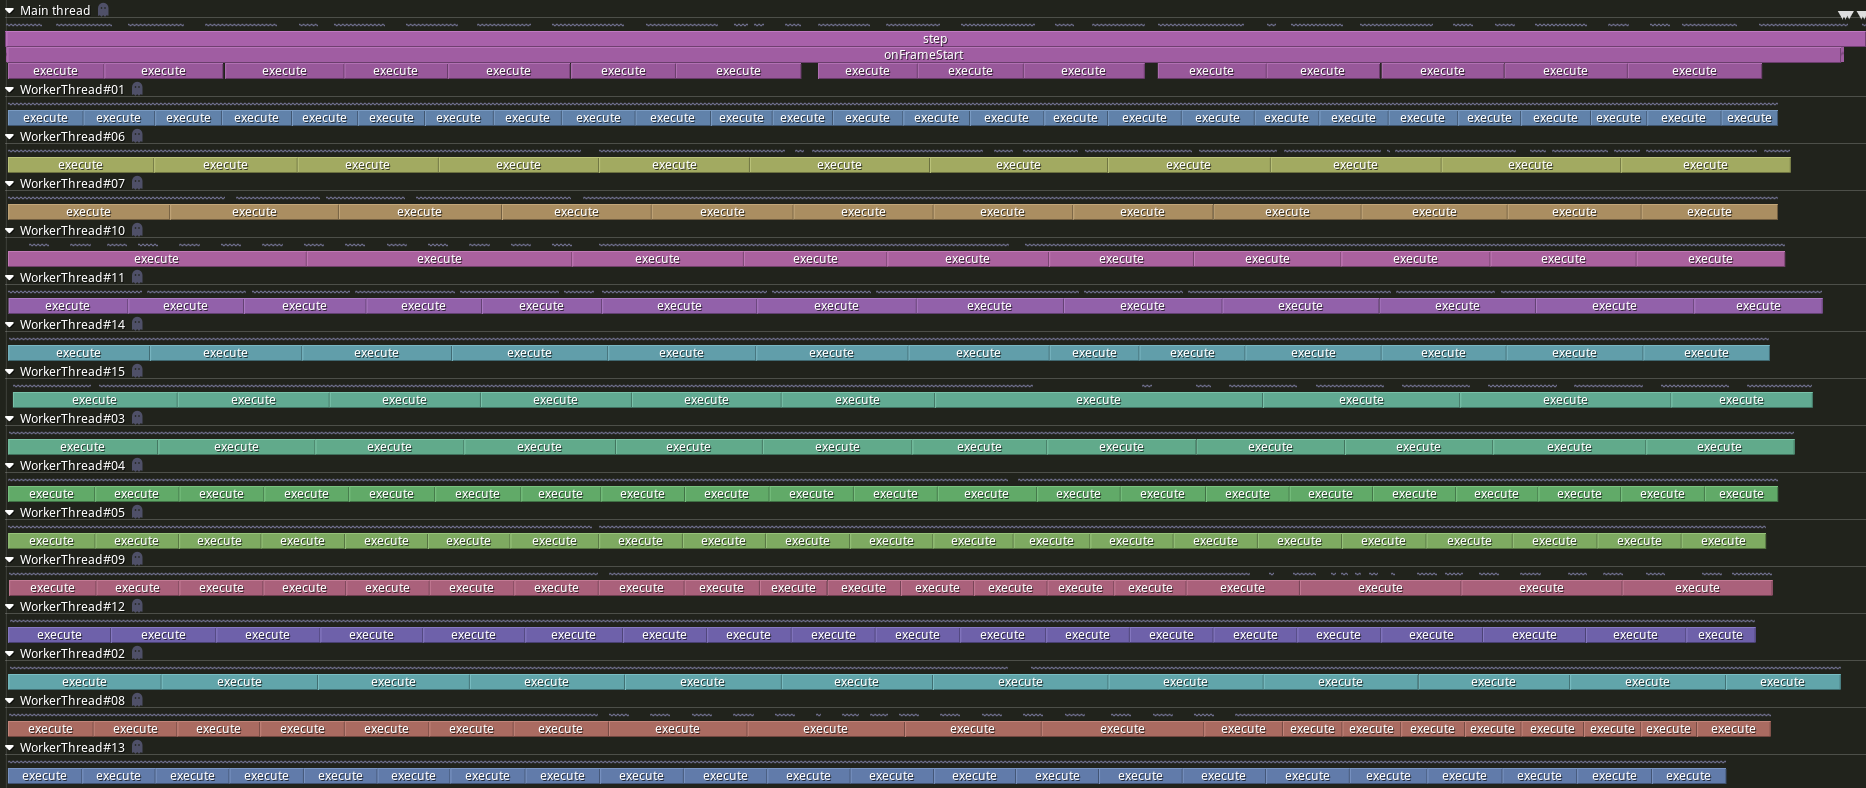 Main thread
step
onFrameStart
execute execute execute execute execute execute execute execute execute execute execute execute execute execute execute
WorkerThread#01
execute execute execute execute execute execute execute execute execute execute execute execute execute execute execute execute execute execute execute execute execute execute execute execute execute
WorkerThread#06
execute execute execute execute execute execute execute execute execute execute execute
WorkerThread#07
execute execute execute execute execute execute execute execute execute execute execute execute
WorkerThread#10
execute execute execute execute execute execute execute execute execute execute
WorkerThread#11
execute execute execute execute execute execute execute execute execute execute execute execute execute
WorkerThread#14
execute execute execute execute execute execute execute execute execute execute execute execute execute
WorkerThread#15
execute execute execute execute execute execute execute execute execute execute
WorkerThread#03
execute execute execute execute execute execute execute execute execute execute execute execute
WorkerThread#04
execute execute execute execute execute execute execute execute execute execute execute execute execute execute execute execute execute execute execute execute execute
WorkerThread#05
execute execute execute execute execute execute execute execute execute execute execute execute execute execute execute execute execute execute execute execute execute
WorkerThread#09
execute execute execute execute execute execute execute execute execute execute execute execute execute execute execute execute execute execute
WorkerThread#12
execute execute execute execute execute execute execute execute execute execute execute execute execute execute execute execute execute execute execute
WorkerThread#02
execute execute execute execute execute execute execute execute execute execute execute execute
WorkerThread#08
execute execute execute execute execute execute execute execute execute execute execute execute execute execute execute execute execute execute execute
WorkerThread#13
execute execute execute execute execute execute execute execute execute execute execute execute execute execute execute execute execute execute execute execute execute execute